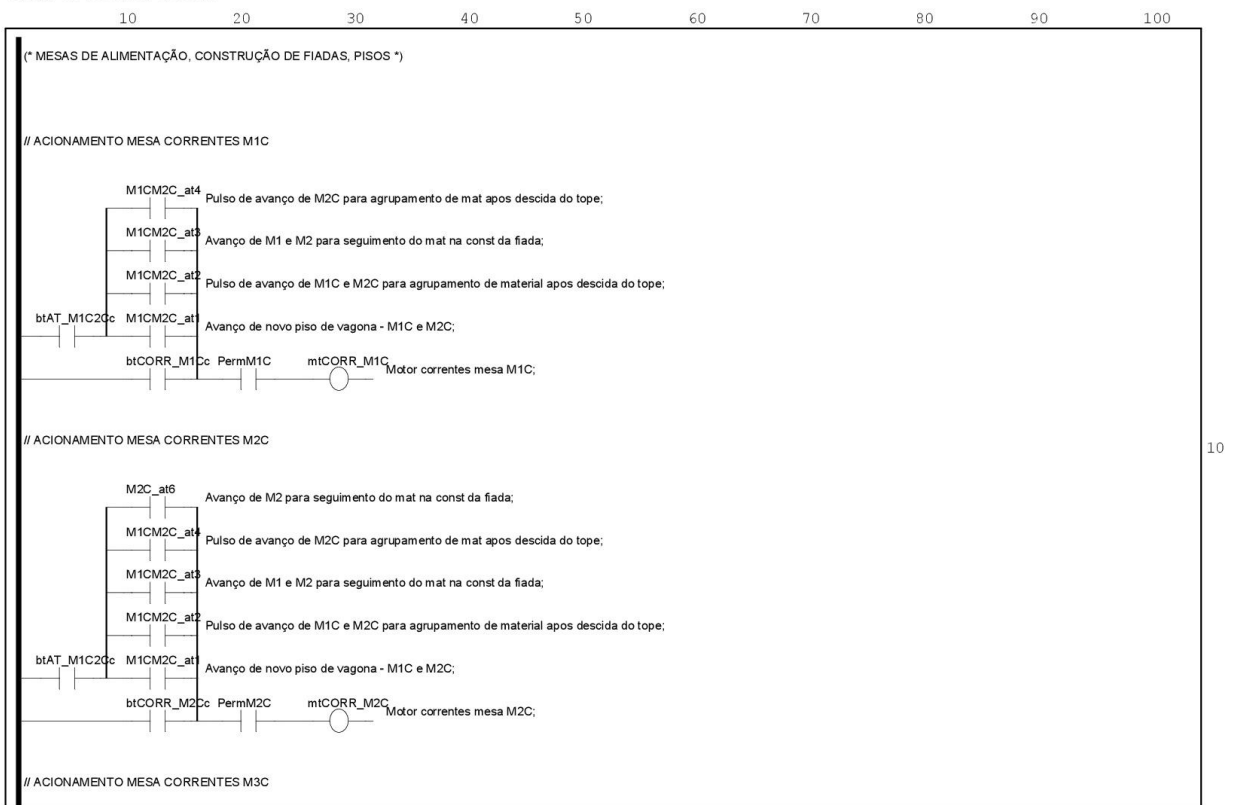 10 20 30 40 50 60 70 80 90 100
(* MESAS DE ALIMENTAÇÃO, CONSTRUÇÃO DE FIADAS, PISOS *)
// ACIONAMENTO MESA CORRENTES M1C
M1CM2C_at4 Pulso de avanço de M2C para agrupamento de mat apos descida do tope;
M1CM2C_at3 Avanço de M1 e M2 para seguimento do mat na const da fiada;
M1CM2C_at2 Pulso de avanço de M1C e M2C para agrupamento de material apos descida do tope;
btAT_M1C2Cc M1CM2C_at1 Avanço de novo piso de vagona - M1C e M2C;
btCORR_M1Cc PermM1C mtCORR_M1C Motor correntes mesa M1C;
// ACIONAMENTO MESA CORRENTES M2C
10
M2C_at6 Avanço de M2 para seguimento do mat na const da fiada;
M1CM2C_at4 Pulso de avanço de M2C para agrupamento de mat apos descida do tope;
M1CM2C_at3 Avanço de M1 e M2 para seguimento do mat na const da fiada;
M1CM2C_at2 Pulso de avanço de M1C e M2C para agrupamento de material apos descida do tope;
btAT_M1C2Cc M1CM2C_at1 Avanço de novo piso de vagona - M1C e M2C;
btCORR_M2Cc PermM2C mtCORR_M2C Motor correntes mesa M2C;
// ACIONAMENTO MESA CORRENTES M3C